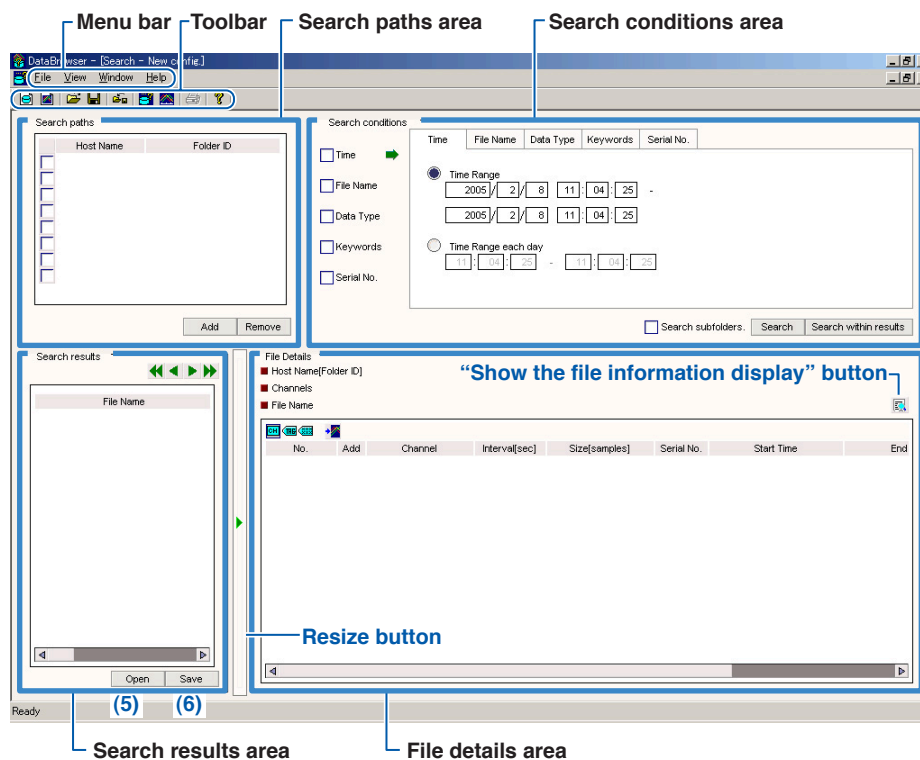 Menu bar Toolbar Search paths area Search conditions area
DataBrowser - [Search - New config.]
File View Window Help
Search paths
Host Name Folder ID
Add Remove
Search conditions
Time
File Name
Data Type
Keywords
Serial No.
Time File Name Data Type Keywords Serial No.
Time Range
2005 / 2 / 8 11 : 04 : 25 -
2005 / 2 / 8 11 : 04 : 25
Time Range each day
11 : 04 : 25 - 11 : 04 : 25
Search subfolders. Search Search within results
Search results
File Name
Open Save
(5) (6)
File Details
Host Name[Folder ID]
Channels
File Name
“Show the file information display” button
CH
No. Add Channel Interval[sec] Size[samples] Serial No. Start Time End
Resize button
Ready
Search results area File details area